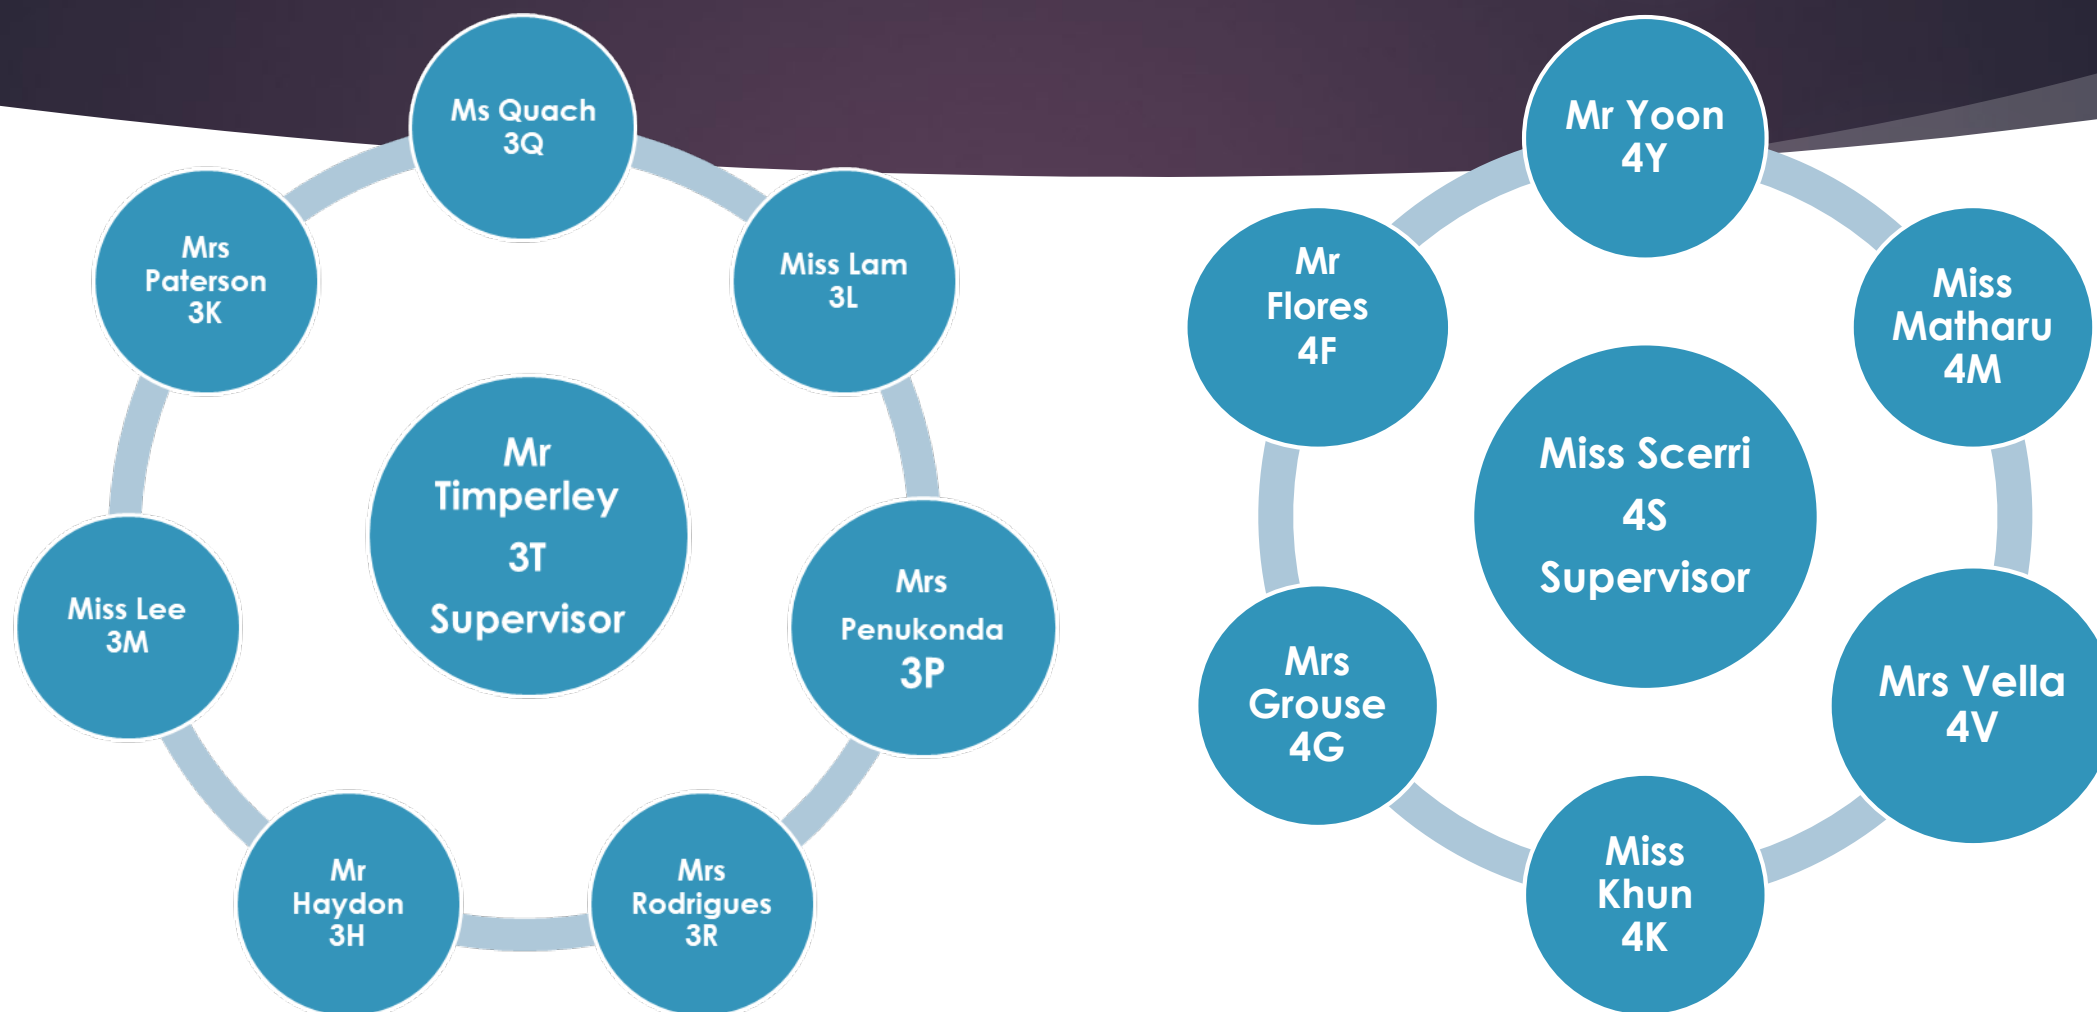 Ms Quach
3Q
Miss Lam
3L
Mrs
Penukonda
3P
Mrs
Rodrigues
3R
Mr
Haydon
3H
Miss Lee
3M
Mrs
Paterson
3K
Mr
Timperley
3T
Supervisor
Mr Yoon
4Y
Miss
Matharu
4M
Mrs Vella
4V
Miss
Khun
4K
Mrs
Grouse
4G
Mr
Flores
4F
Miss Scerri
4S
Supervisor